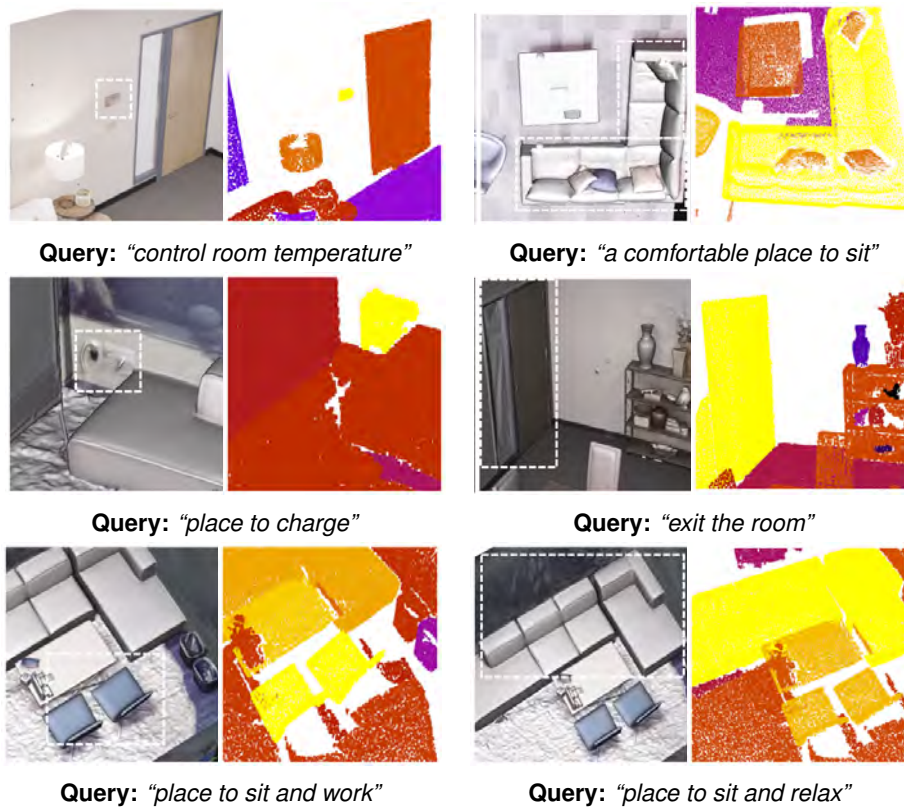 Query: "control room temperature"
Query: "a comfortable place to sit"
Query: "place to charge"
Query: "exit the room"
Query: "place to sit and work"
Query: "place to sit and relax"